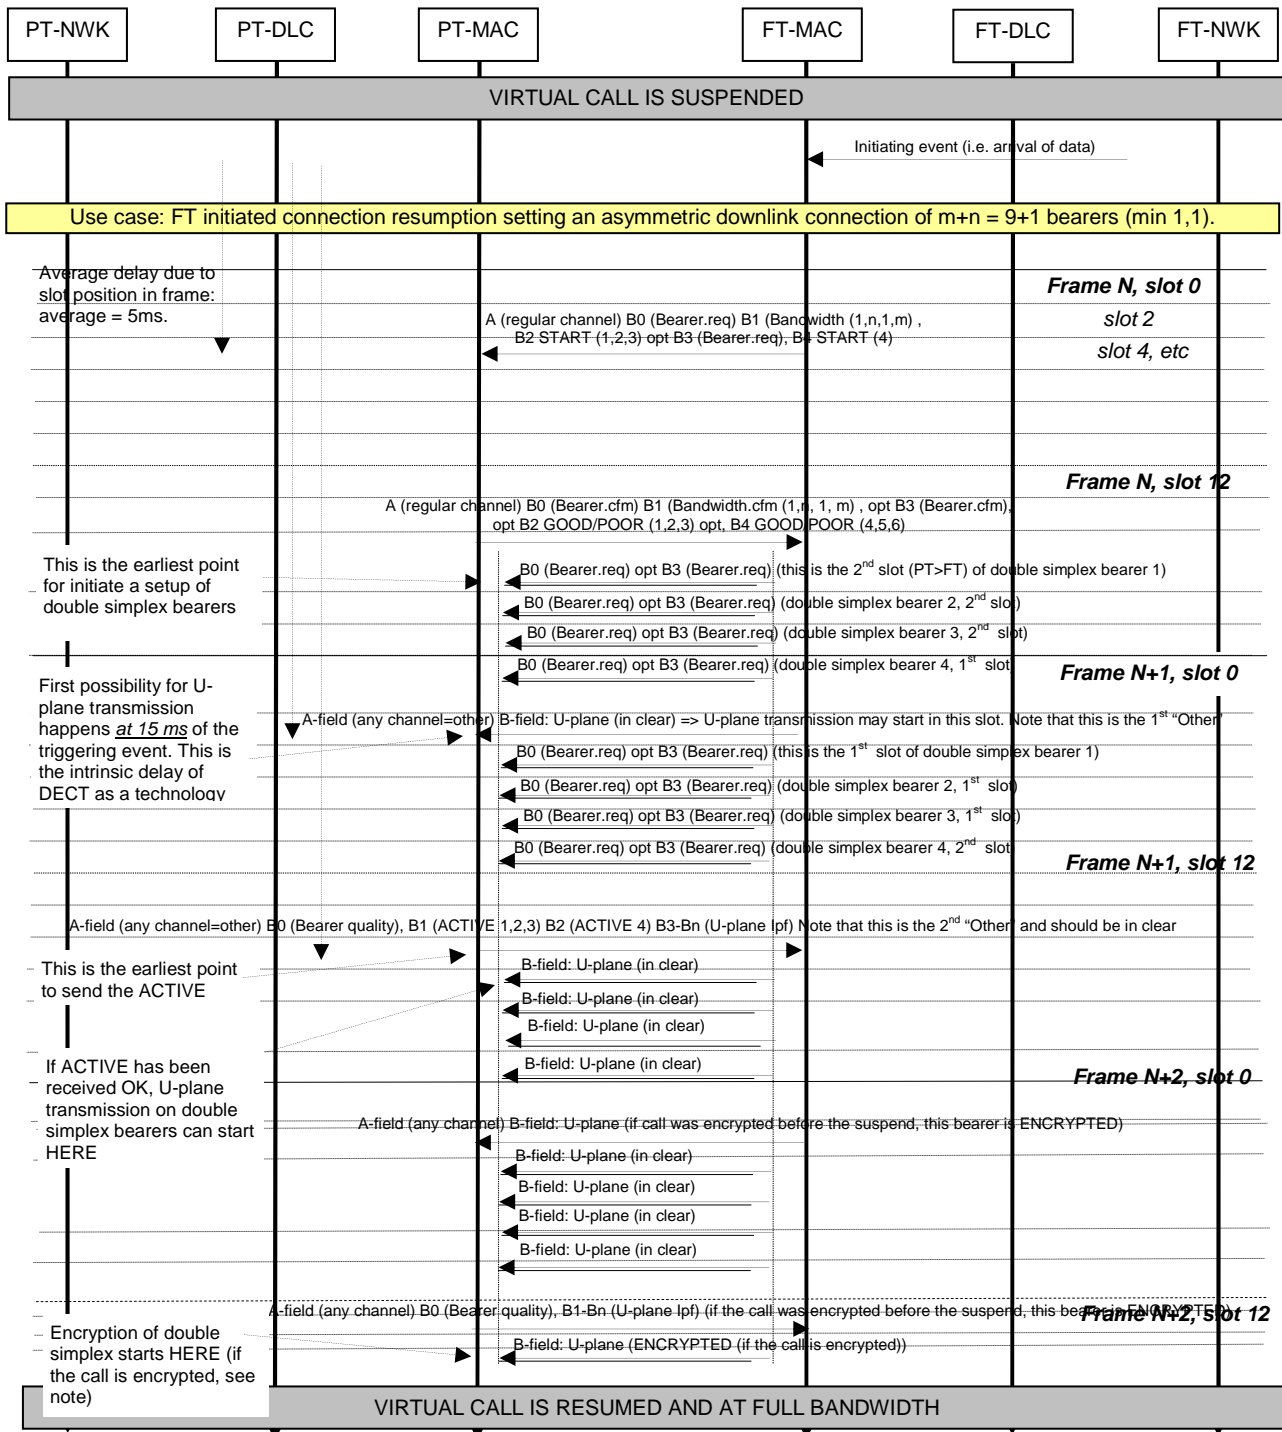 PT-NWK PT-DLC PT-MAC FT-MAC FT-DLC FT-NWK
VIRTUAL CALL IS SUSPENDED
Initiating event (i.e. arrival of data)
Use case: FT initiated connection resumption setting an asymmetric downlink connection of m+n = 9+1 bearers (min 1,1).
Average delay due to
slot position in frame:
average = 5ms.
Frame N, slot 0
slot 2
slot 4, etc
A (regular channel) B0 (Bearer.req) B1 (Bandwidth (1,n,1,m) ,
B2 START (1,2,3) opt B3 (Bearer.req), B4 START (4)
Frame N, slot 12
A (regular channel) B0 (Bearer.cfm) B1 (Bandwidth.cfm (1,n, 1, m) , opt B3 (Bearer.cfm),
opt B2 GOOD/POOR (1,2,3) opt, B4 GOOD/POOR (4,5,6)
This is the earliest point
for initiate a setup of
double simplex bearers
B0 (Bearer.req) opt B3 (Bearer.req) (this is the 2nd slot (PT>FT) of double simplex bearer 1)
B0 (Bearer.req) opt B3 (Bearer.req) (double simplex bearer 2, 2nd slot)
B0 (Bearer.req) opt B3 (Bearer.req) (double simplex bearer 3, 2nd slot)
B0 (Bearer.req) opt B3 (Bearer.req) (double simplex bearer 4, 1st slot)
Frame N+1, slot 0
First possibility for U-
plane transmission
happens at 15 ms of the
triggering event. This is
the intrinsic delay of
DECT as a technology
A-field (any channel=other) B-field: U-plane (in clear) => U-plane transmission may start in this slot. Note that this is the 1st “Other”
B0 (Bearer.req) opt B3 (Bearer.req) (this is the 1st slot of double simplex bearer 1)
B0 (Bearer.req) opt B3 (Bearer.req) (double simplex bearer 2, 1st slot)
B0 (Bearer.req) opt B3 (Bearer.req) (double simplex bearer 3, 1st slot)
B0 (Bearer.req) opt B3 (Bearer.req) (double simplex bearer 4, 2nd slot)
Frame N+1, slot 12
A-field (any channel=other) B0 (Bearer quality), B1 (ACTIVE 1,2,3) B2 (ACTIVE 4) B3-Bn (U-plane Ipf) Note that this is the 2nd “Other” and should be in clear
This is the earliest point
to send the ACTIVE
B-field: U-plane (in clear)
B-field: U-plane (in clear)
B-field: U-plane (in clear)
B-field: U-plane (in clear)
If ACTIVE has been
received OK, U-plane
transmission on double
simplex bearers can start
HERE
Frame N+2, slot 0
A-field (any channel) B-field: U-plane (if call was encrypted before the suspend, this bearer is ENCRYPTED)
B-field: U-plane (in clear)
B-field: U-plane (in clear)
B-field: U-plane (in clear)
B-field: U-plane (in clear)
A-field (any channel) B0 (Bearer quality), B1-Bn (U-plane Ipf) (if the call was encrypted before the suspend, this bearer is ENCRYPTED)
Frame N+2, slot 12
Encryption of double
simplex starts HERE (if
the call is encrypted, see
note)
B-field: U-plane (ENCRYPTED (if the call is encrypted))
VIRTUAL CALL IS RESUMED AND AT FULL BANDWIDTH